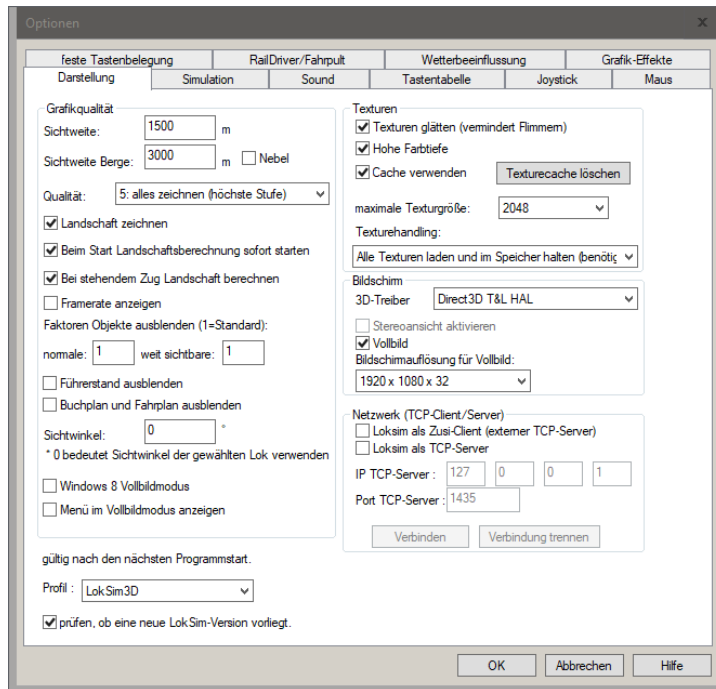 Optionen
x
feste Tastenbelegung
RailDriver/Fahrpult
Wetterbeeinflussung
Grafik-Effekte
Darstellung
Simulation
Sound
Tastentabelle
Joystick
Maus
Grafikqualität
Sichtweite: 1500 m
Sichtweite Berge: 3000 m Nebel
Qualität: 5: alles zeichnen (höchste Stufe)
Landschaft zeichnen
Beim Start Landschaftsberechnung sofort starten
Bei stehendem Zug Landschaft berechnen
Framerate anzeigen
Faktoren Objekte ausblenden (1=Standard):
normale: 1 weit sichtbare: 1
Führerstand ausblenden
Buchplan und Fahrplan ausblenden
Sichtwinkel: 0 °
* 0 bedeutet Sichtwinkel der gewählten Lok verwenden
Windows 8 Vollbildmodus
Menü im Vollbildmodus anzeigen
gültig nach den nächsten Programmstart.
Profil : LokSim3D
prüfen, ob eine neue LokSim-Version vorliegt.
Texturen
Texturen glätten (vermindert Flimmern)
Hohe Farbtiefe
Cache verwenden Texturecache löschen
maximale Texturgröße: 2048
Texturehandling:
Alle Texturen laden und im Speicher halten (benötig
Bildschirm
3D-Treiber Direct3D T&L HAL
Stereoansicht aktivieren
Vollbild
Bildschirmauflösung für Vollbild:
1920 x 1080 x 32
Netzwerk (TCP-Client/Server)
Loksim als Zusi-Client (externer TCP-Server)
Loksim als TCP-Server
IP TCP-Server : 127 0 0 1
Port TCP-Server : 1435
Verbinden Verbindung trennen
OK Abbrechen Hilfe